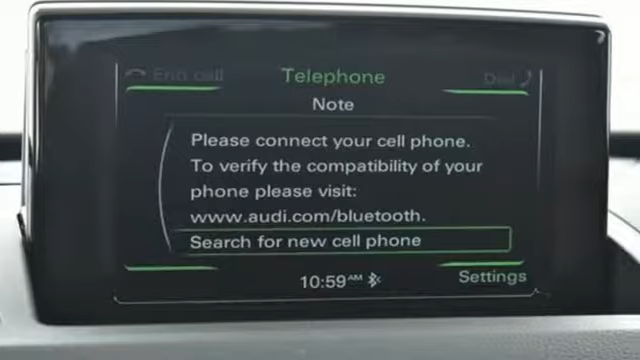 End call Telephone Dial
Note
Please connect your cell phone.
To verify the compatibility of your
phone please visit:
www.audi.com/bluetooth.
Search for new cell phone
10:59 AM Settings